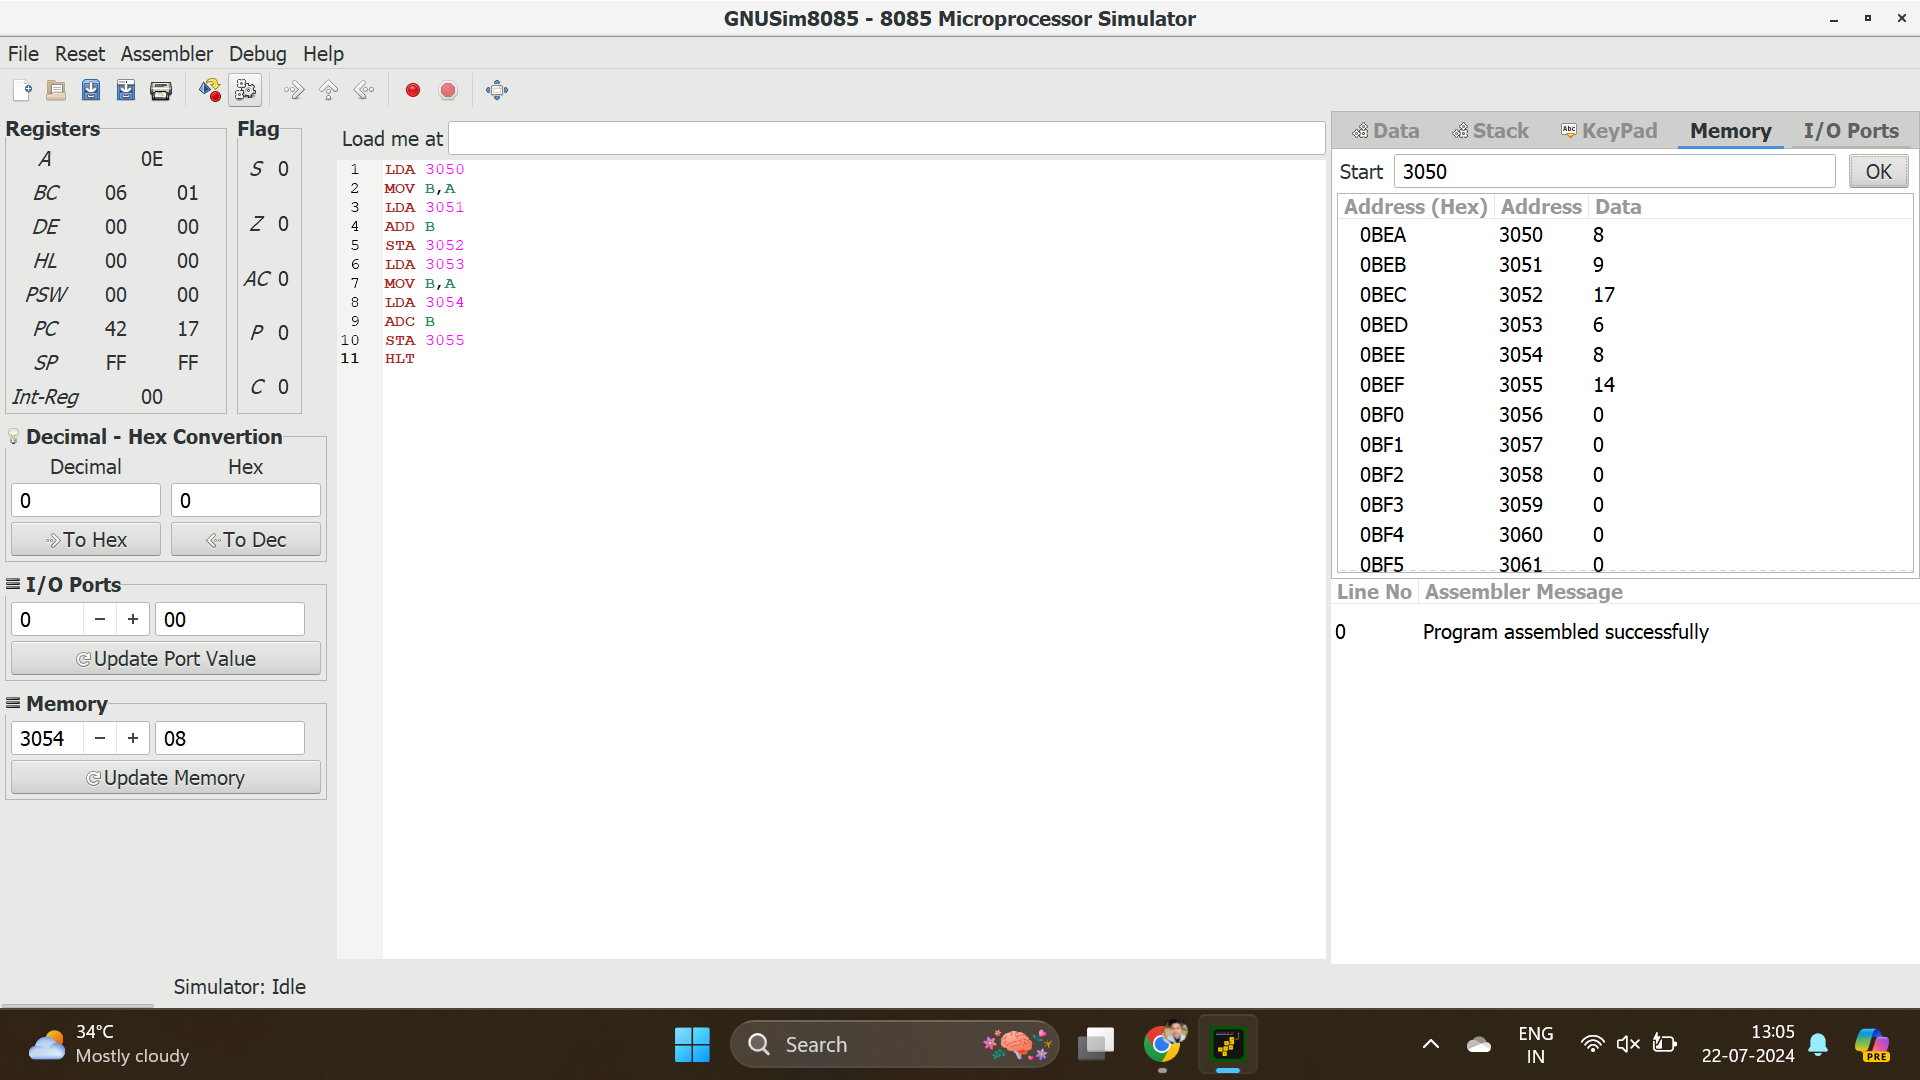 GNUSim8085 - 8085 Microprocessor Simulator
File Reset Assembler Debug Help
Registers
A 0E
BC 06 01
DE 00 00
HL 00 00
PSW 00 00
PC 42 17
SP FF FF
Int-Reg 00
Flag
S 0
Z 0
AC 0
P 0
C 0
Decimal - Hex Convertion
Decimal Hex
0 0
To Hex To Dec
I/O Ports
0 − + 00
Update Port Value
Memory
3054 − + 08
Update Memory
Load me at
1 LDA 3050
2 MOV B,A
3 LDA 3051
4 ADD B
5 STA 3052
6 LDA 3053
7 MOV B,A
8 LDA 3054
9 ADC B
10 STA 3055
11 HLT
Data Stack Abc KeyPad Memory I/O Ports
Start 3050 OK
Address (Hex) Address Data
0BEA 3050 8
0BEB 3051 9
0BEC 3052 17
0BED 3053 6
0BEE 3054 8
0BEF 3055 14
0BF0 3056 0
0BF1 3057 0
0BF2 3058 0
0BF3 3059 0
0BF4 3060 0
0BF5 3061 0
Line No Assembler Message
0 Program assembled successfully
Simulator: Idle
34°C
Mostly cloudy
Search
ENG
IN
13:05
22-07-2024
PRE